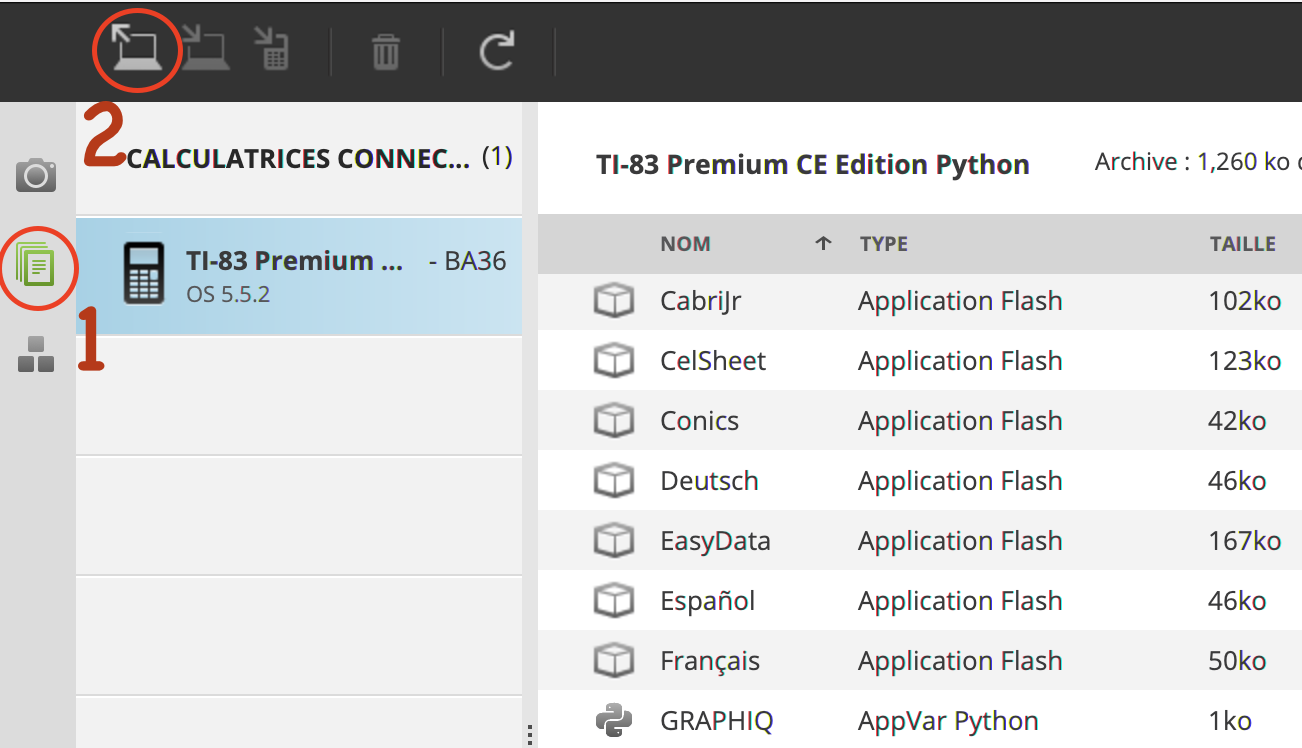 2
CALCULATRICES CONNEC... (1)
TI-83 Premium ... - BA36
OS 5.5.2
1
TI-83 Premium CE Edition Python Archive : 1,260 ko
NOM TYPE TAILLE
CabriJr Application Flash 102ko
CelSheet Application Flash 123ko
Conics Application Flash 42ko
Deutsch Application Flash 46ko
EasyData Application Flash 167ko
Español Application Flash 46ko
Français Application Flash 50ko
GRAPHIQ AppVar Python 1ko